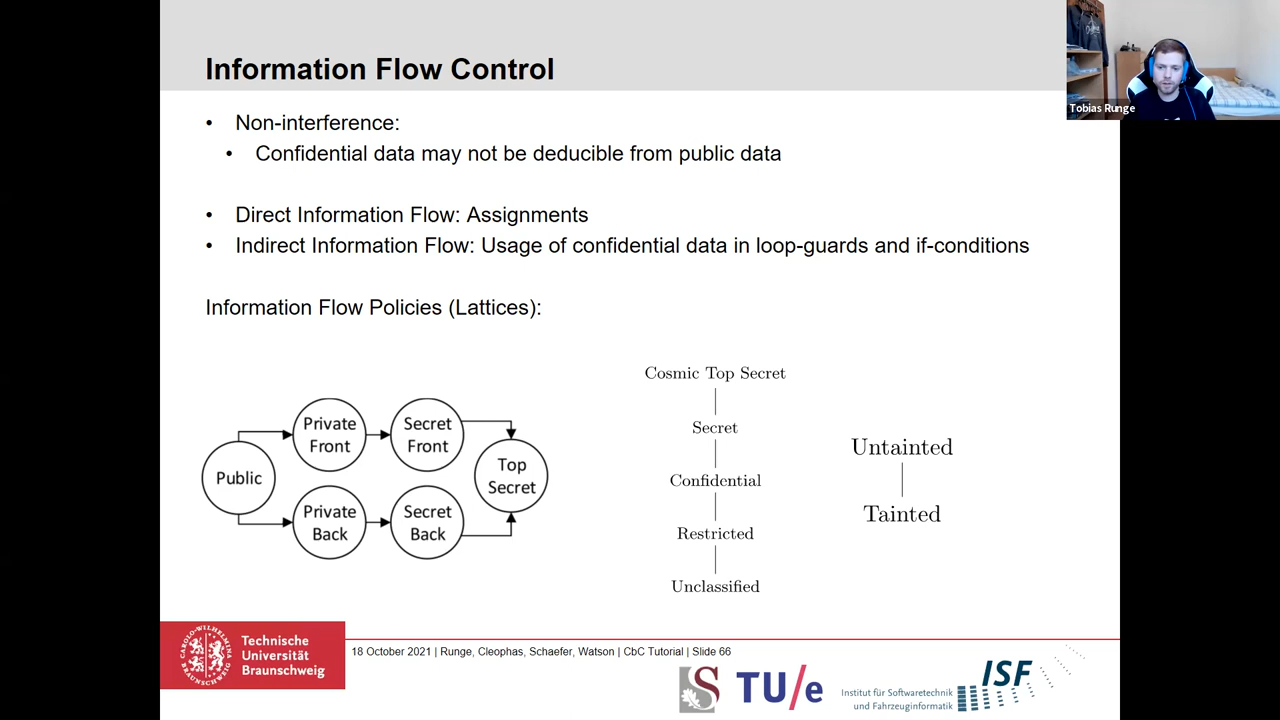 Information Flow Control
Tobias Runge
• Non-interference:
• Confidential data may not be deducible from public data
• Direct Information Flow: Assignments
• Indirect Information Flow: Usage of confidential data in loop-guards and if-conditions
Information Flow Policies (Lattices):
Public
Private
Front
Secret
Front
Private
Back
Secret
Back
Top
Secret
Cosmic Top Secret
Secret
Confidential
Restricted
Unclassified
Untainted
Tainted
Technische
Universität
Braunschweig
18 October 2021 | Runge, Cleophas, Schaefer, Watson | CbC Tutorial | Slide 66
S
TU/e
Institut für Softwaretechnik
und Fahrzeuginformatik
ISF